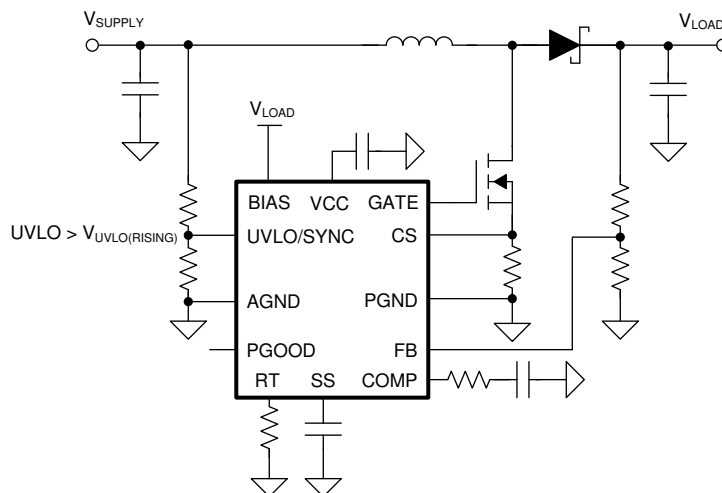 VSUPPLY
VLOAD
VLOAD
BIAS VCC GATE
UVLO > VUVLO(RISING)
UVLO/SYNC CS
AGND PGND
PGOOD FB
RT SS COMP